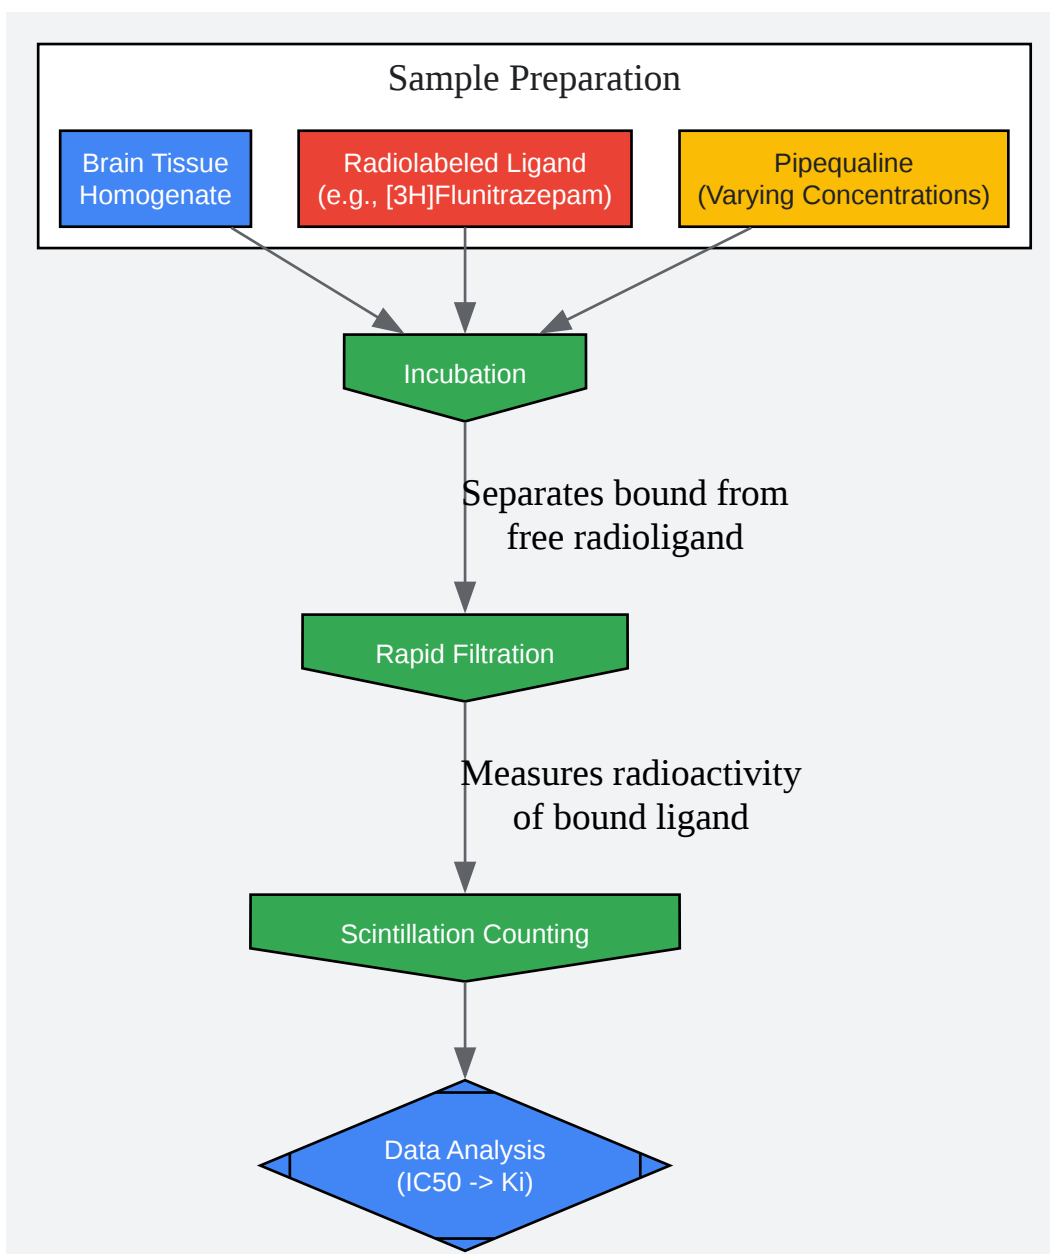 Sample Preparation
Brain Tissue
Homogenate
Radiolabeled Ligand
(e.g., [3H]Flunitrazepam)
Pipequaline
(Varying Concentrations)
Incubation
Separates bound from
free radioligand
Rapid Filtration
Measures radioactivity
of bound ligand
Scintillation Counting
Data Analysis
(IC50 -> Ki)